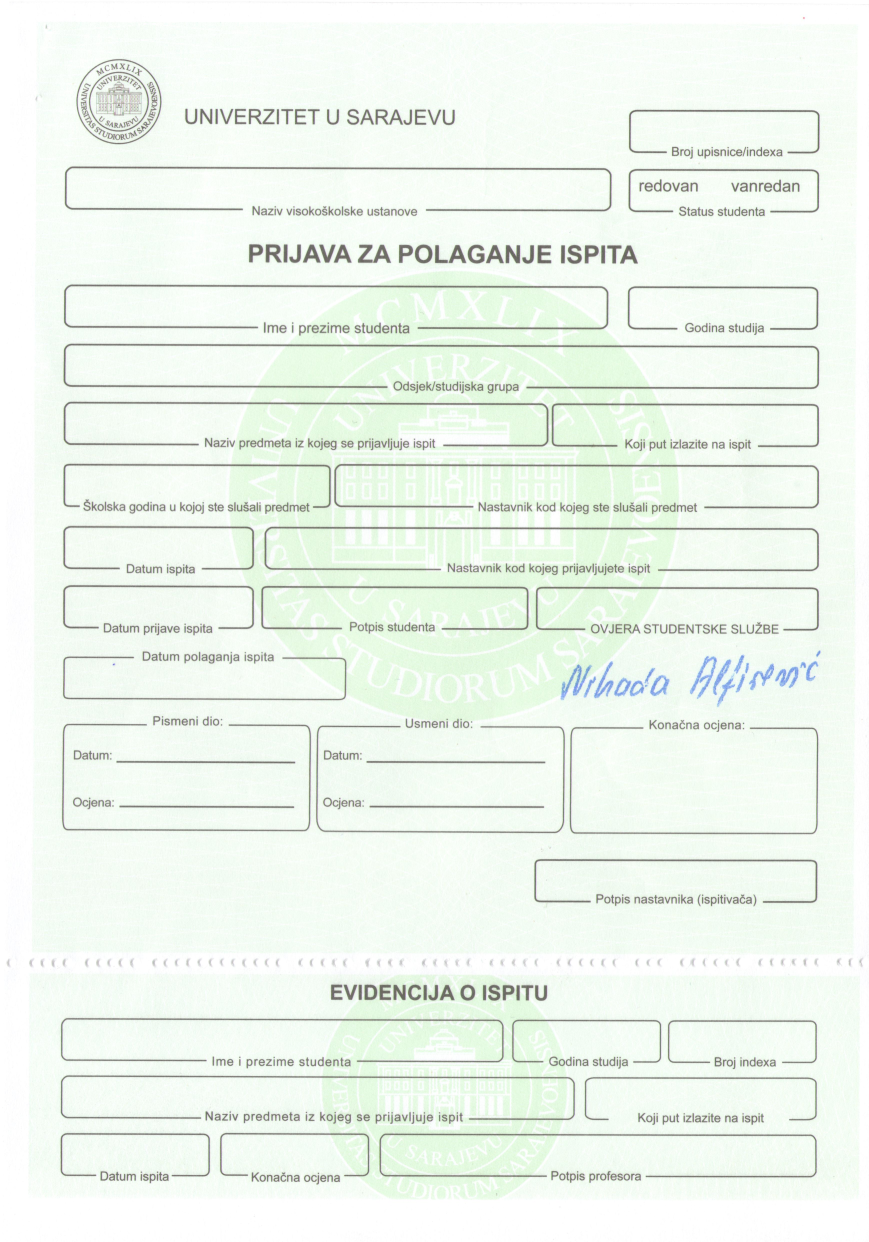 MCMXLIX
UNIVERZITET
U SARAJEVU
UNIVERSITAS STUDIORUM SARAJEVOENSIS
UNIVERZITET U SARAJEVU
Broj upisnice/indexa
redovan vanredan
Naziv visokoškolske ustanove
Status studenta
PRIJAVA ZA POLAGANJE ISPITA
Ime i prezime studenta
Godina studija
Odsjek/studijska grupa
Naziv predmeta iz kojeg se prijavljuje ispit
Koji put izlazite na ispit
Školska godina u kojoj ste slušali predmet
Nastavnik kod kojeg ste slušali predmet
Datum ispita
Nastavnik kod kojeg prijavljujete ispit
Datum prijave ispita
Potpis studenta
OVJERA STUDENTSKE SLUŽBE
Datum polaganja ispita
Nihada Alfirević
Pismeni dio:
Usmeni dio:
Konačna ocjena:
Datum:
Datum:
Ocjena:
Ocjena:
Potpis nastavnika (ispitivača)
EVIDENCIJA O ISPITU
Ime i prezime studenta
Godina studija
Broj indexa
Naziv predmeta iz kojeg se prijavljuje ispit
Koji put izlazite na ispit
Datum ispita
Konačna ocjena
Potpis profesora